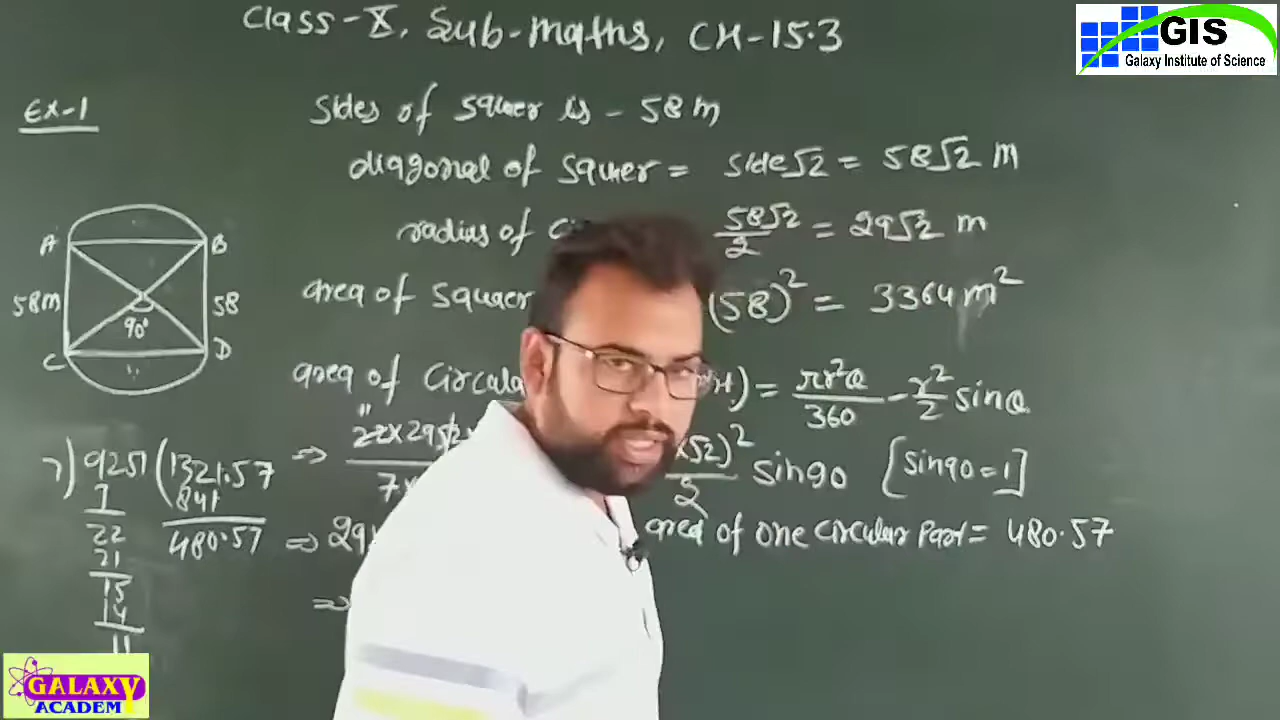 Class-X, Sub-maths, CH-15.3
GIS
Galaxy Institute of Science
Ex-1
Sides of squer is - 58 m
diagonal of squer = side√2 = 58√2 m
radius of 58√2/2 = 29√2 m
area of squaer (58)² = 3364 m²
A B
58m 58
90°
C D
area of Circula = πr²θ/360 - r²/2 sinθ
sin90 [sin90=1]
7) 9251 (1321.57
7 841
22 480.57
21
15
14
11
area of one circular Part = 480.57
GALAXY
ACADEM